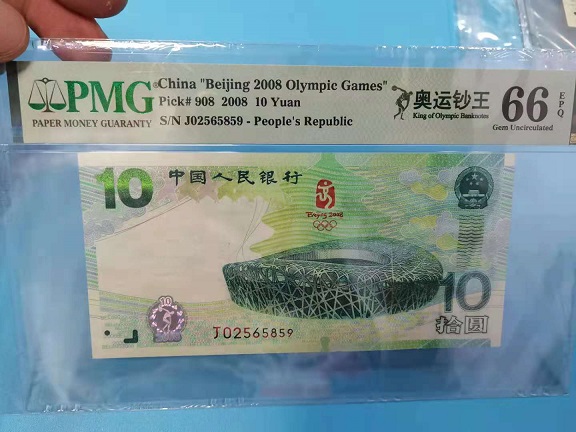 PMG
PAPER MONEY GUARANTY
China "Beijing 2008 Olympic Games"
Pick# 908 2008 10 Yuan
S/N J02565859 - People's Republic
奥运钞王
King of Olympic Banknotes
66 EPQ
Gem Uncirculated
10 中国人民银行
Beijing 2008
10
拾圆
10
J02565859